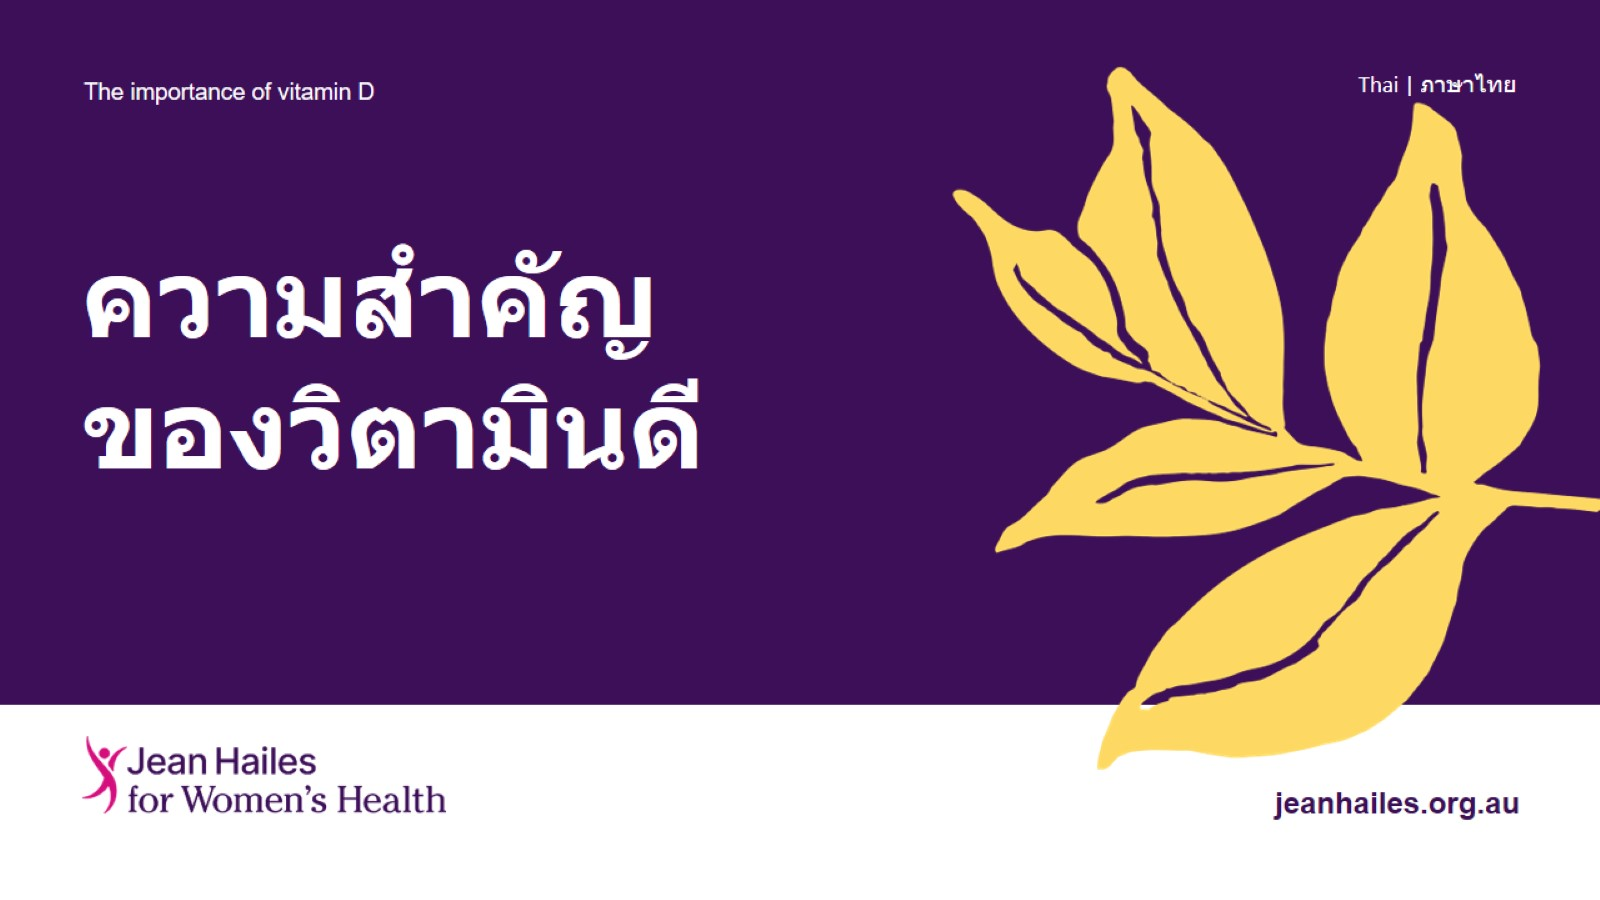 The importance of vitamin D
Thai | ภาษาไทย
ความสำคัญ
ของวิตามินดี
Jean Hailes
for Women's Health
jeanhailes.org.au